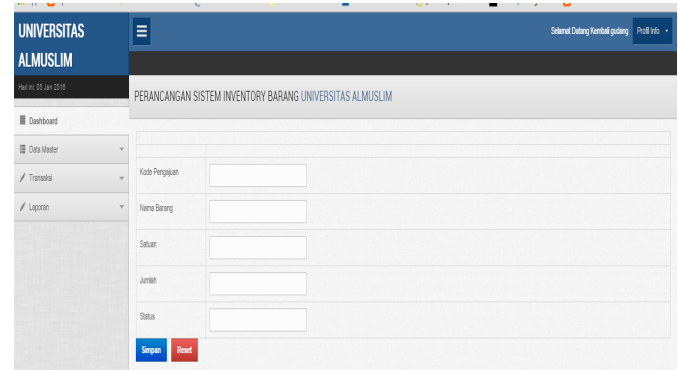 UNIVERSITAS
ALMUSLIM
Selamat Datang Kembali gudang
Profil Info
Hari ini: 05 Jan 2016
PERANCANGAN SISTEM INVENTORY BARANG UNIVERSITAS ALMUSLIM
Dashboard
Data Master
Transaksi
Laporan
Kode Pengajuan
Nama Barang
Satuan
Jumlah
Status
Simpan Reset